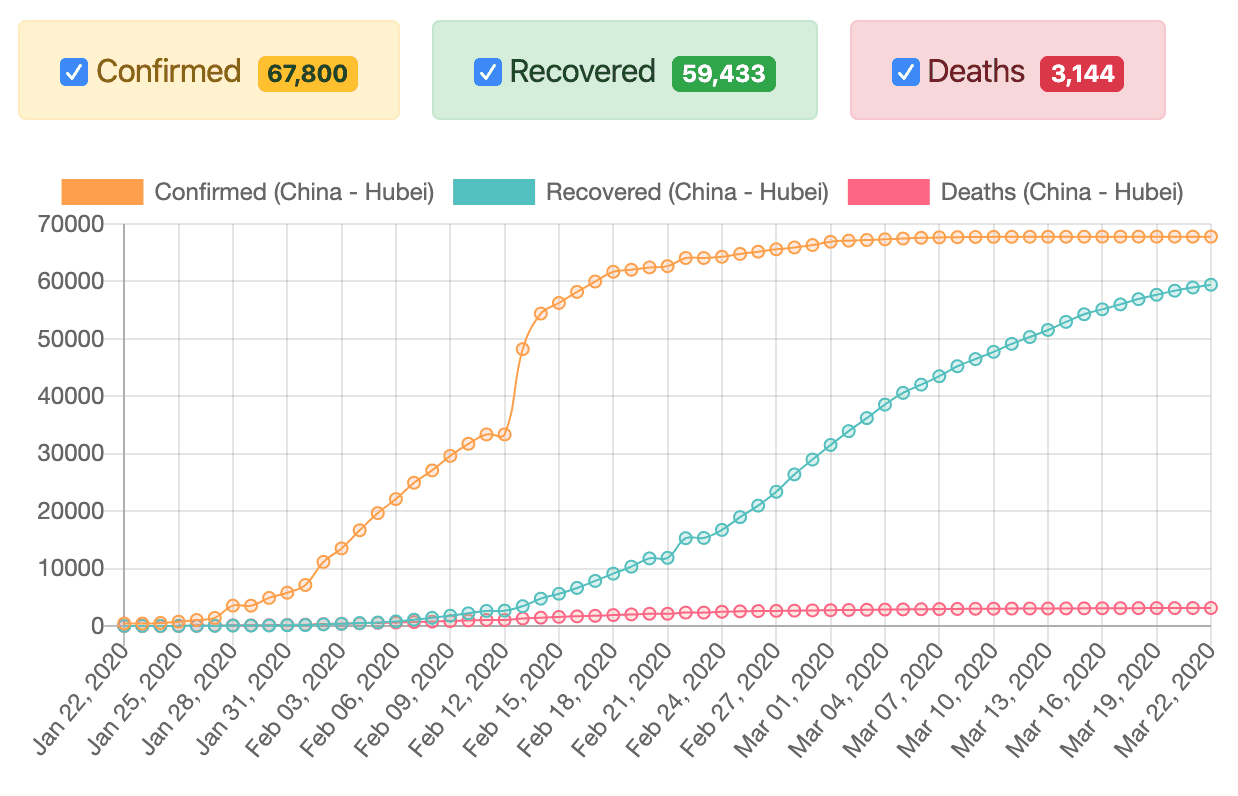 Confirmed 67,800 Recovered 59,433 Deaths 3,144
Confirmed (China - Hubei) Recovered (China - Hubei) Deaths (China - Hubei)
70000
60000
50000
40000
30000
20000
10000
0
Jan 22, 2020 Jan 25, 2020 Jan 28, 2020 Jan 31, 2020 Feb 03, 2020 Feb 06, 2020 Feb 09, 2020 Feb 12, 2020 Feb 15, 2020 Feb 18, 2020 Feb 21, 2020 Feb 24, 2020 Feb 27, 2020 Mar 01, 2020 Mar 04, 2020 Mar 07, 2020 Mar 10, 2020 Mar 13, 2020 Mar 16, 2020 Mar 19, 2020 Mar 22, 2020